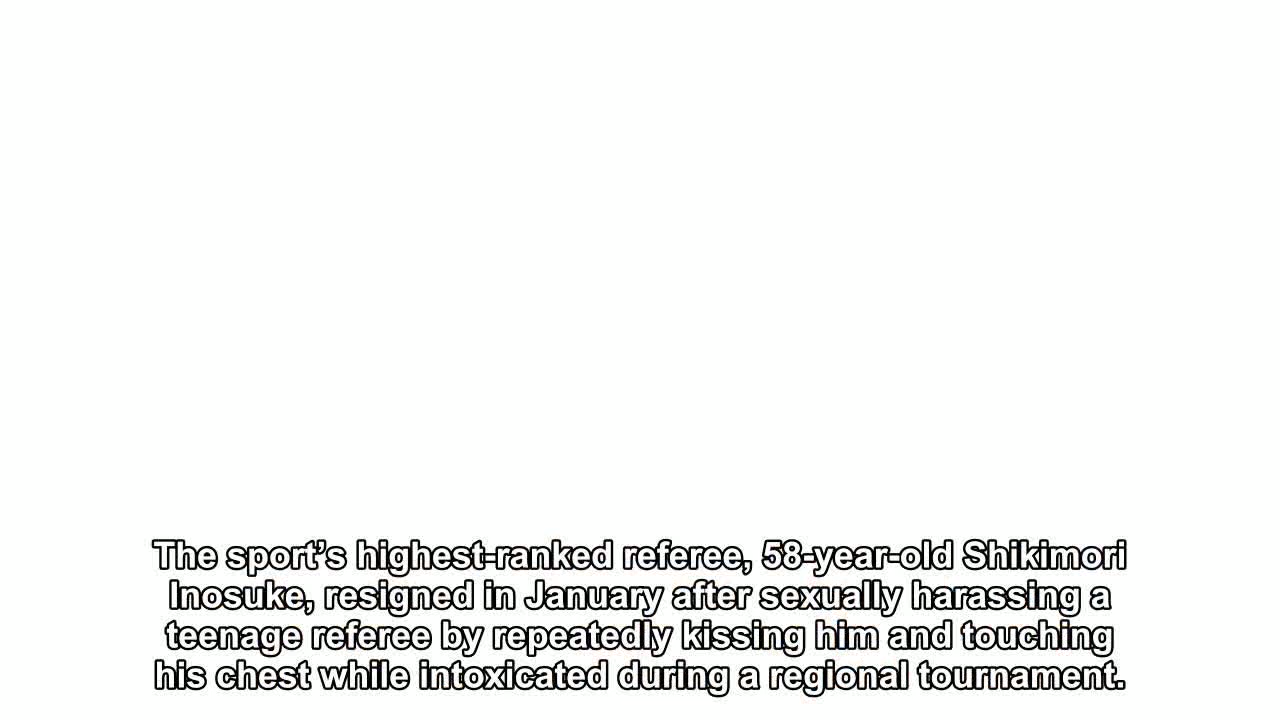 The sport’s highest-ranked referee, 58-year-old Shikimori
Inosuke, resigned in January after sexually harassing a
teenage referee by repeatedly kissing him and touching
his chest while intoxicated during a regional tournament.